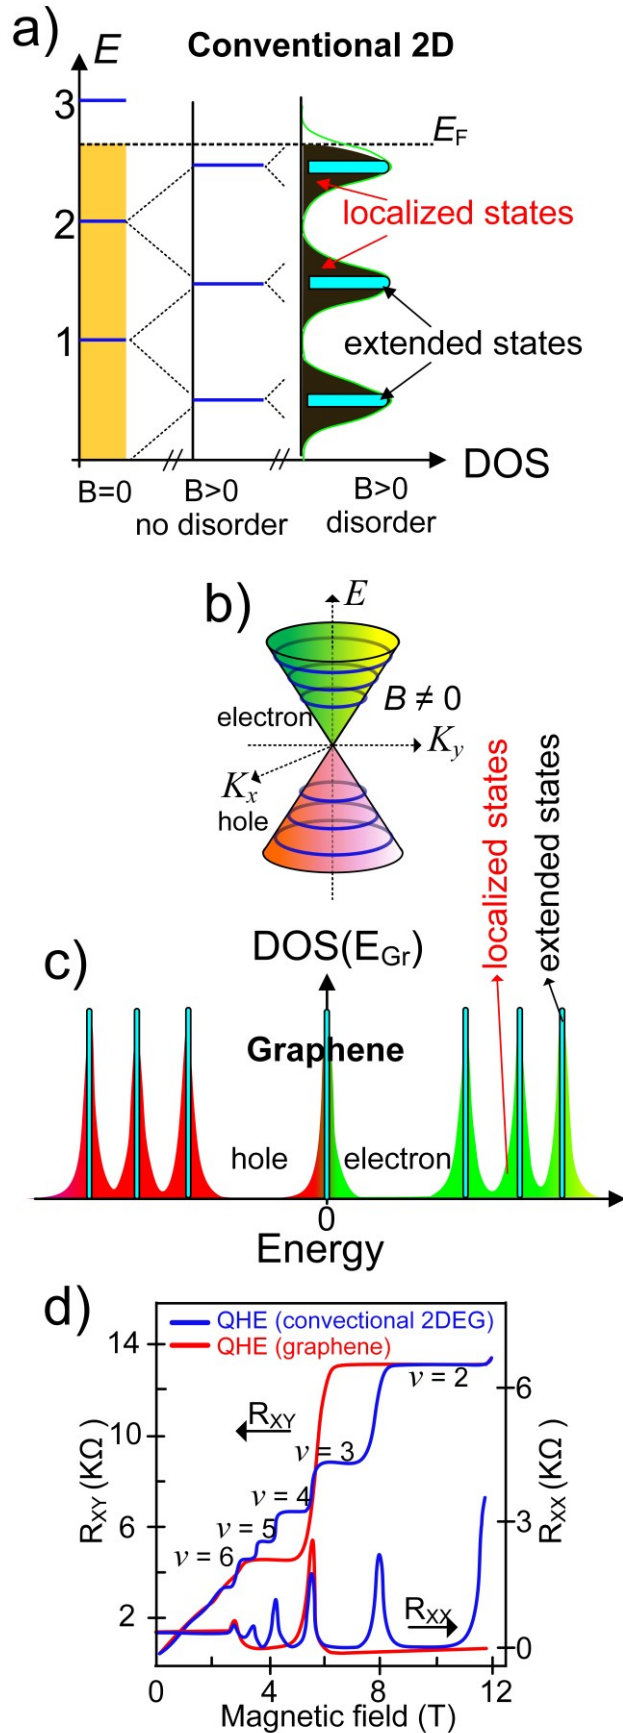 a)
E
Conventional 2D
3
E_F
localized states
2
1
extended states
DOS
B=0
B>0
no disorder
B>0
disorder
b)
E
B ≠ 0
electron
K_y
K_x
hole
localized states
extended states
c)
DOS(E_Gr)
Graphene
hole
electron
0
Energy
d)
QHE (convectional 2DEG)
QHE (graphene)
14
10
6
2
R_XY (KΩ)
R_XY
ν = 2
ν = 3
ν = 4
ν = 5
ν = 6
R_XX
6
3
0
R_XX (KΩ)
0
4
8
12
Magnetic field (T)